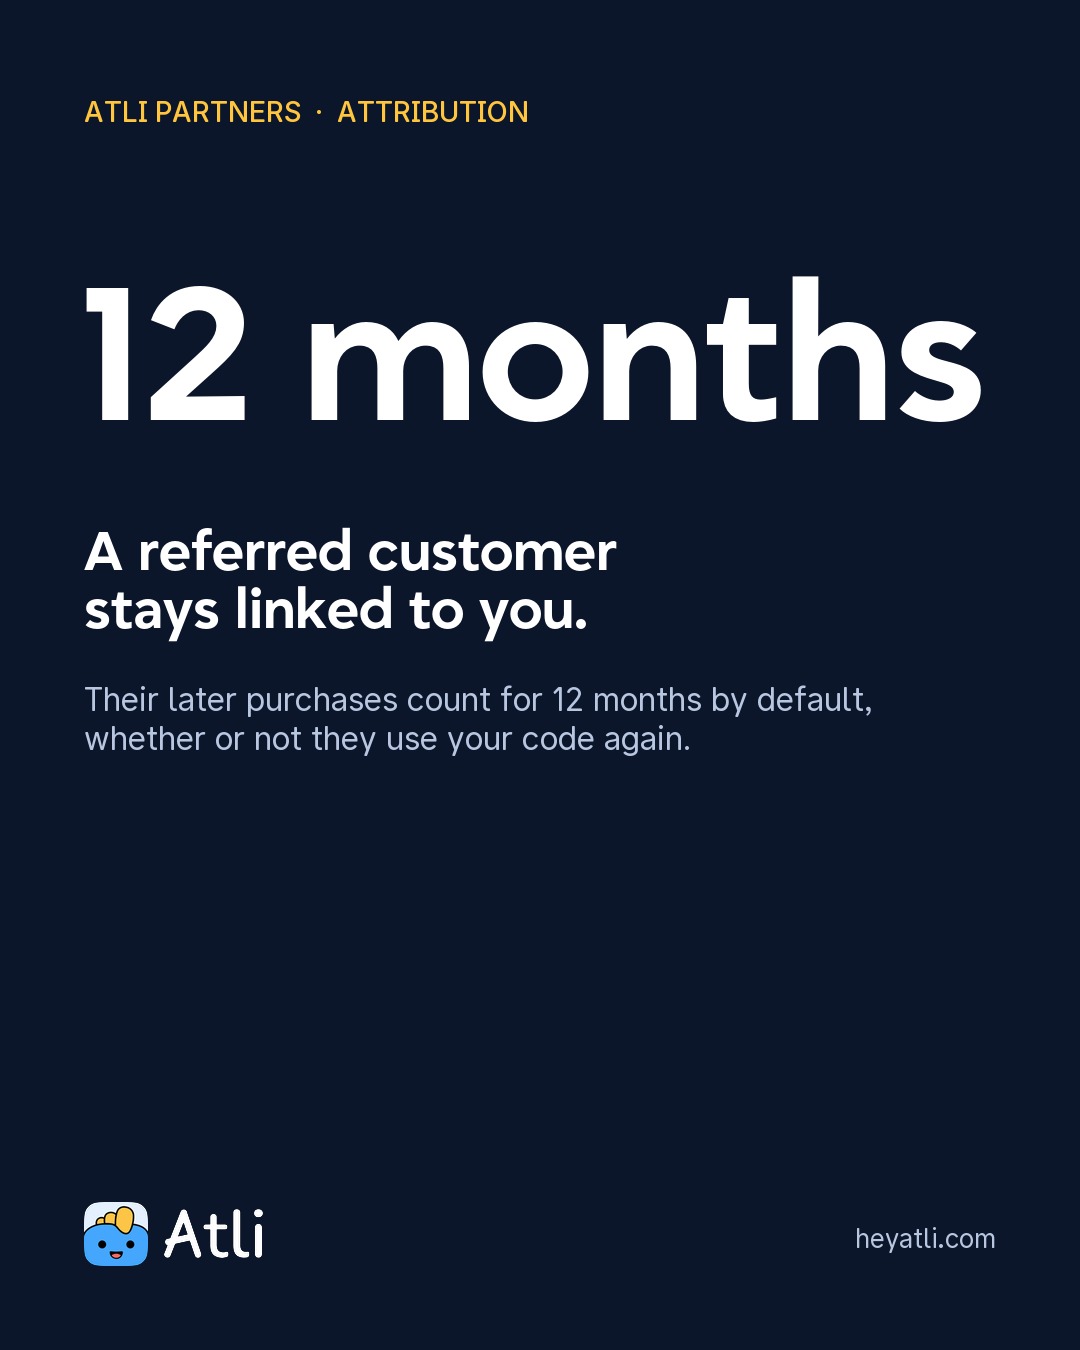 ATLI PARTNERS · ATTRIBUTION
12 months
A referred customer
stays linked to you.
Their later purchases count for 12 months by default,
whether or not they use your code again.
Atli
heyatli.com